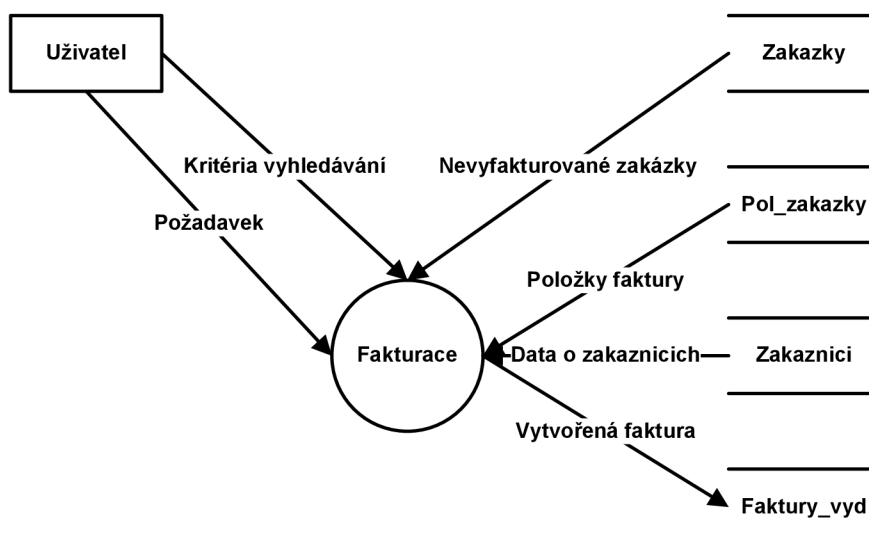 Uživatel
Zakazky
Kritéria vyhledávání
Nevyfakturované zakázky
Požadavek
Pol_zakazky
Položky faktury
Fakturace
Data o zakaznicich
Zakaznici
Vytvořená faktura
Faktury_vyd